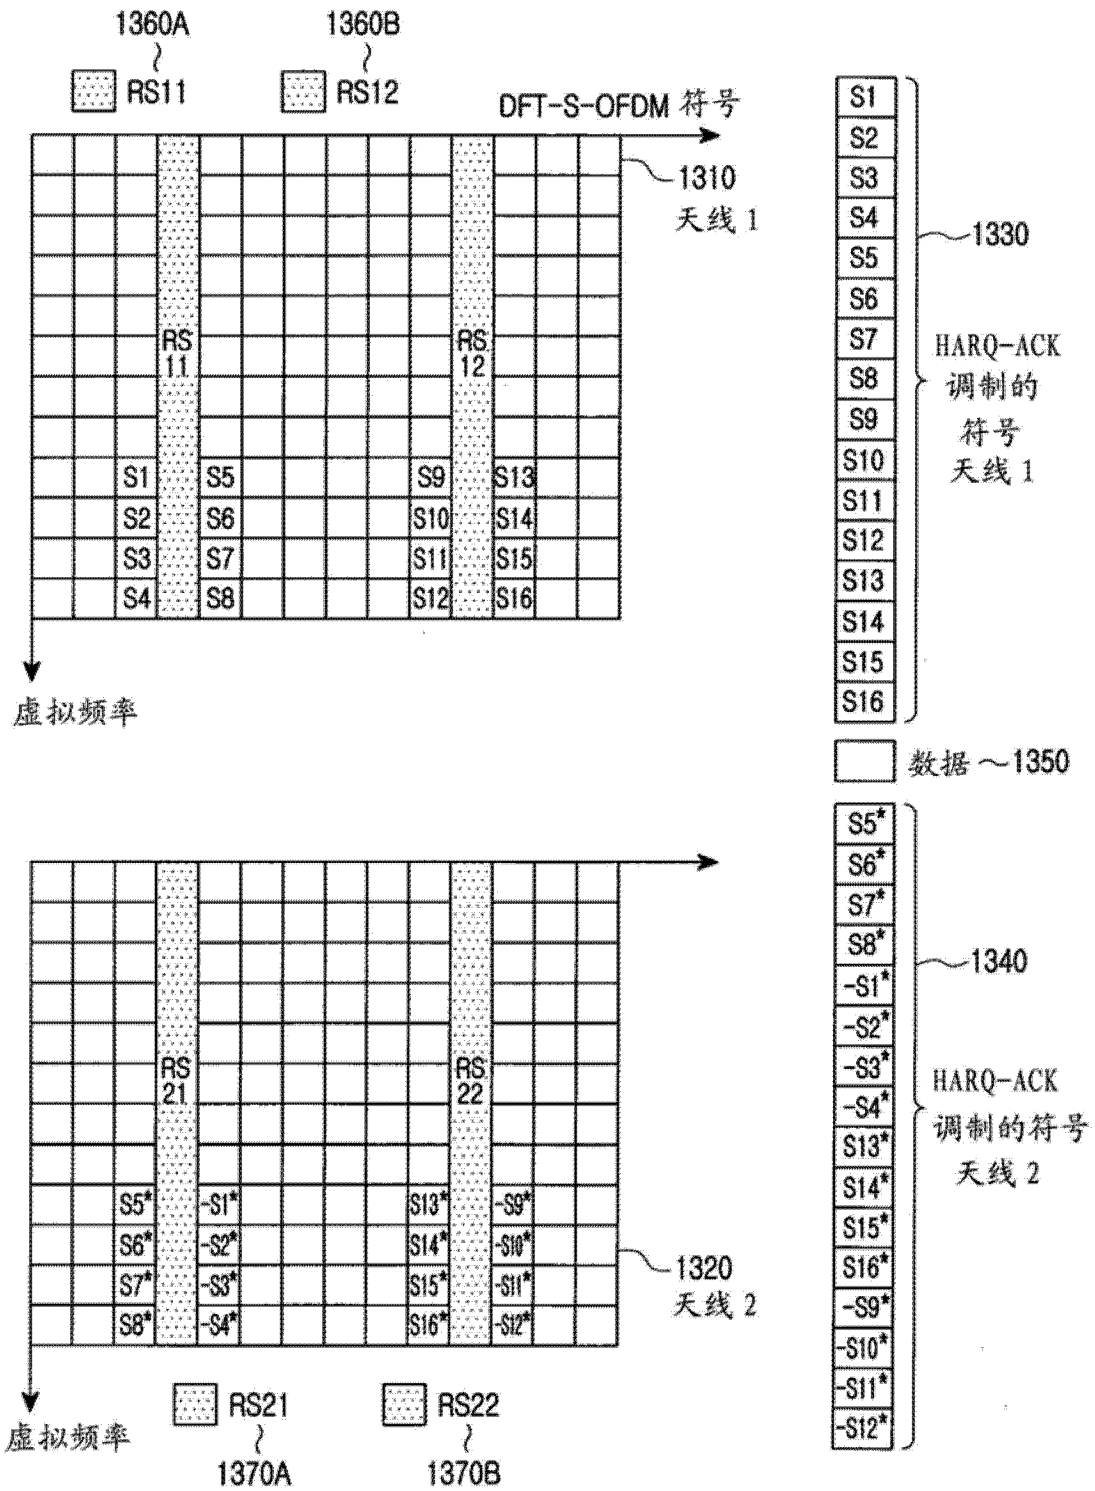 1360A
1360B
RS11
RS12
DFT-S-OFDM 符号
1310
天线 1
RS
11
RS
12
S1 S5 S9 S13
S2 S6 S10 S14
S3 S7 S11 S15
S4 S8 S12 S16
虚拟频率
S1
S2
S3
S4
S5
S6
S7
S8
S9
S10
S11
S12
S13
S14
S15
S16
1330
HARQ-ACK
调制的
符号
天线 1
数据
1350
RS
21
RS
22
S5* -S1* S13* -S9*
S6* -S2* S14* -S10*
S7* -S3* S15* -S11*
S8* -S4* S16* -S12*
1320
天线 2
虚拟频率
RS21
RS22
1370A
1370B
S5*
S6*
S7*
S8*
-S1*
-S2*
-S3*
-S4*
S13*
S14*
S15*
S16*
-S9*
-S10*
-S11*
-S12*
1340
HARQ-ACK
调制的符号
天线 2